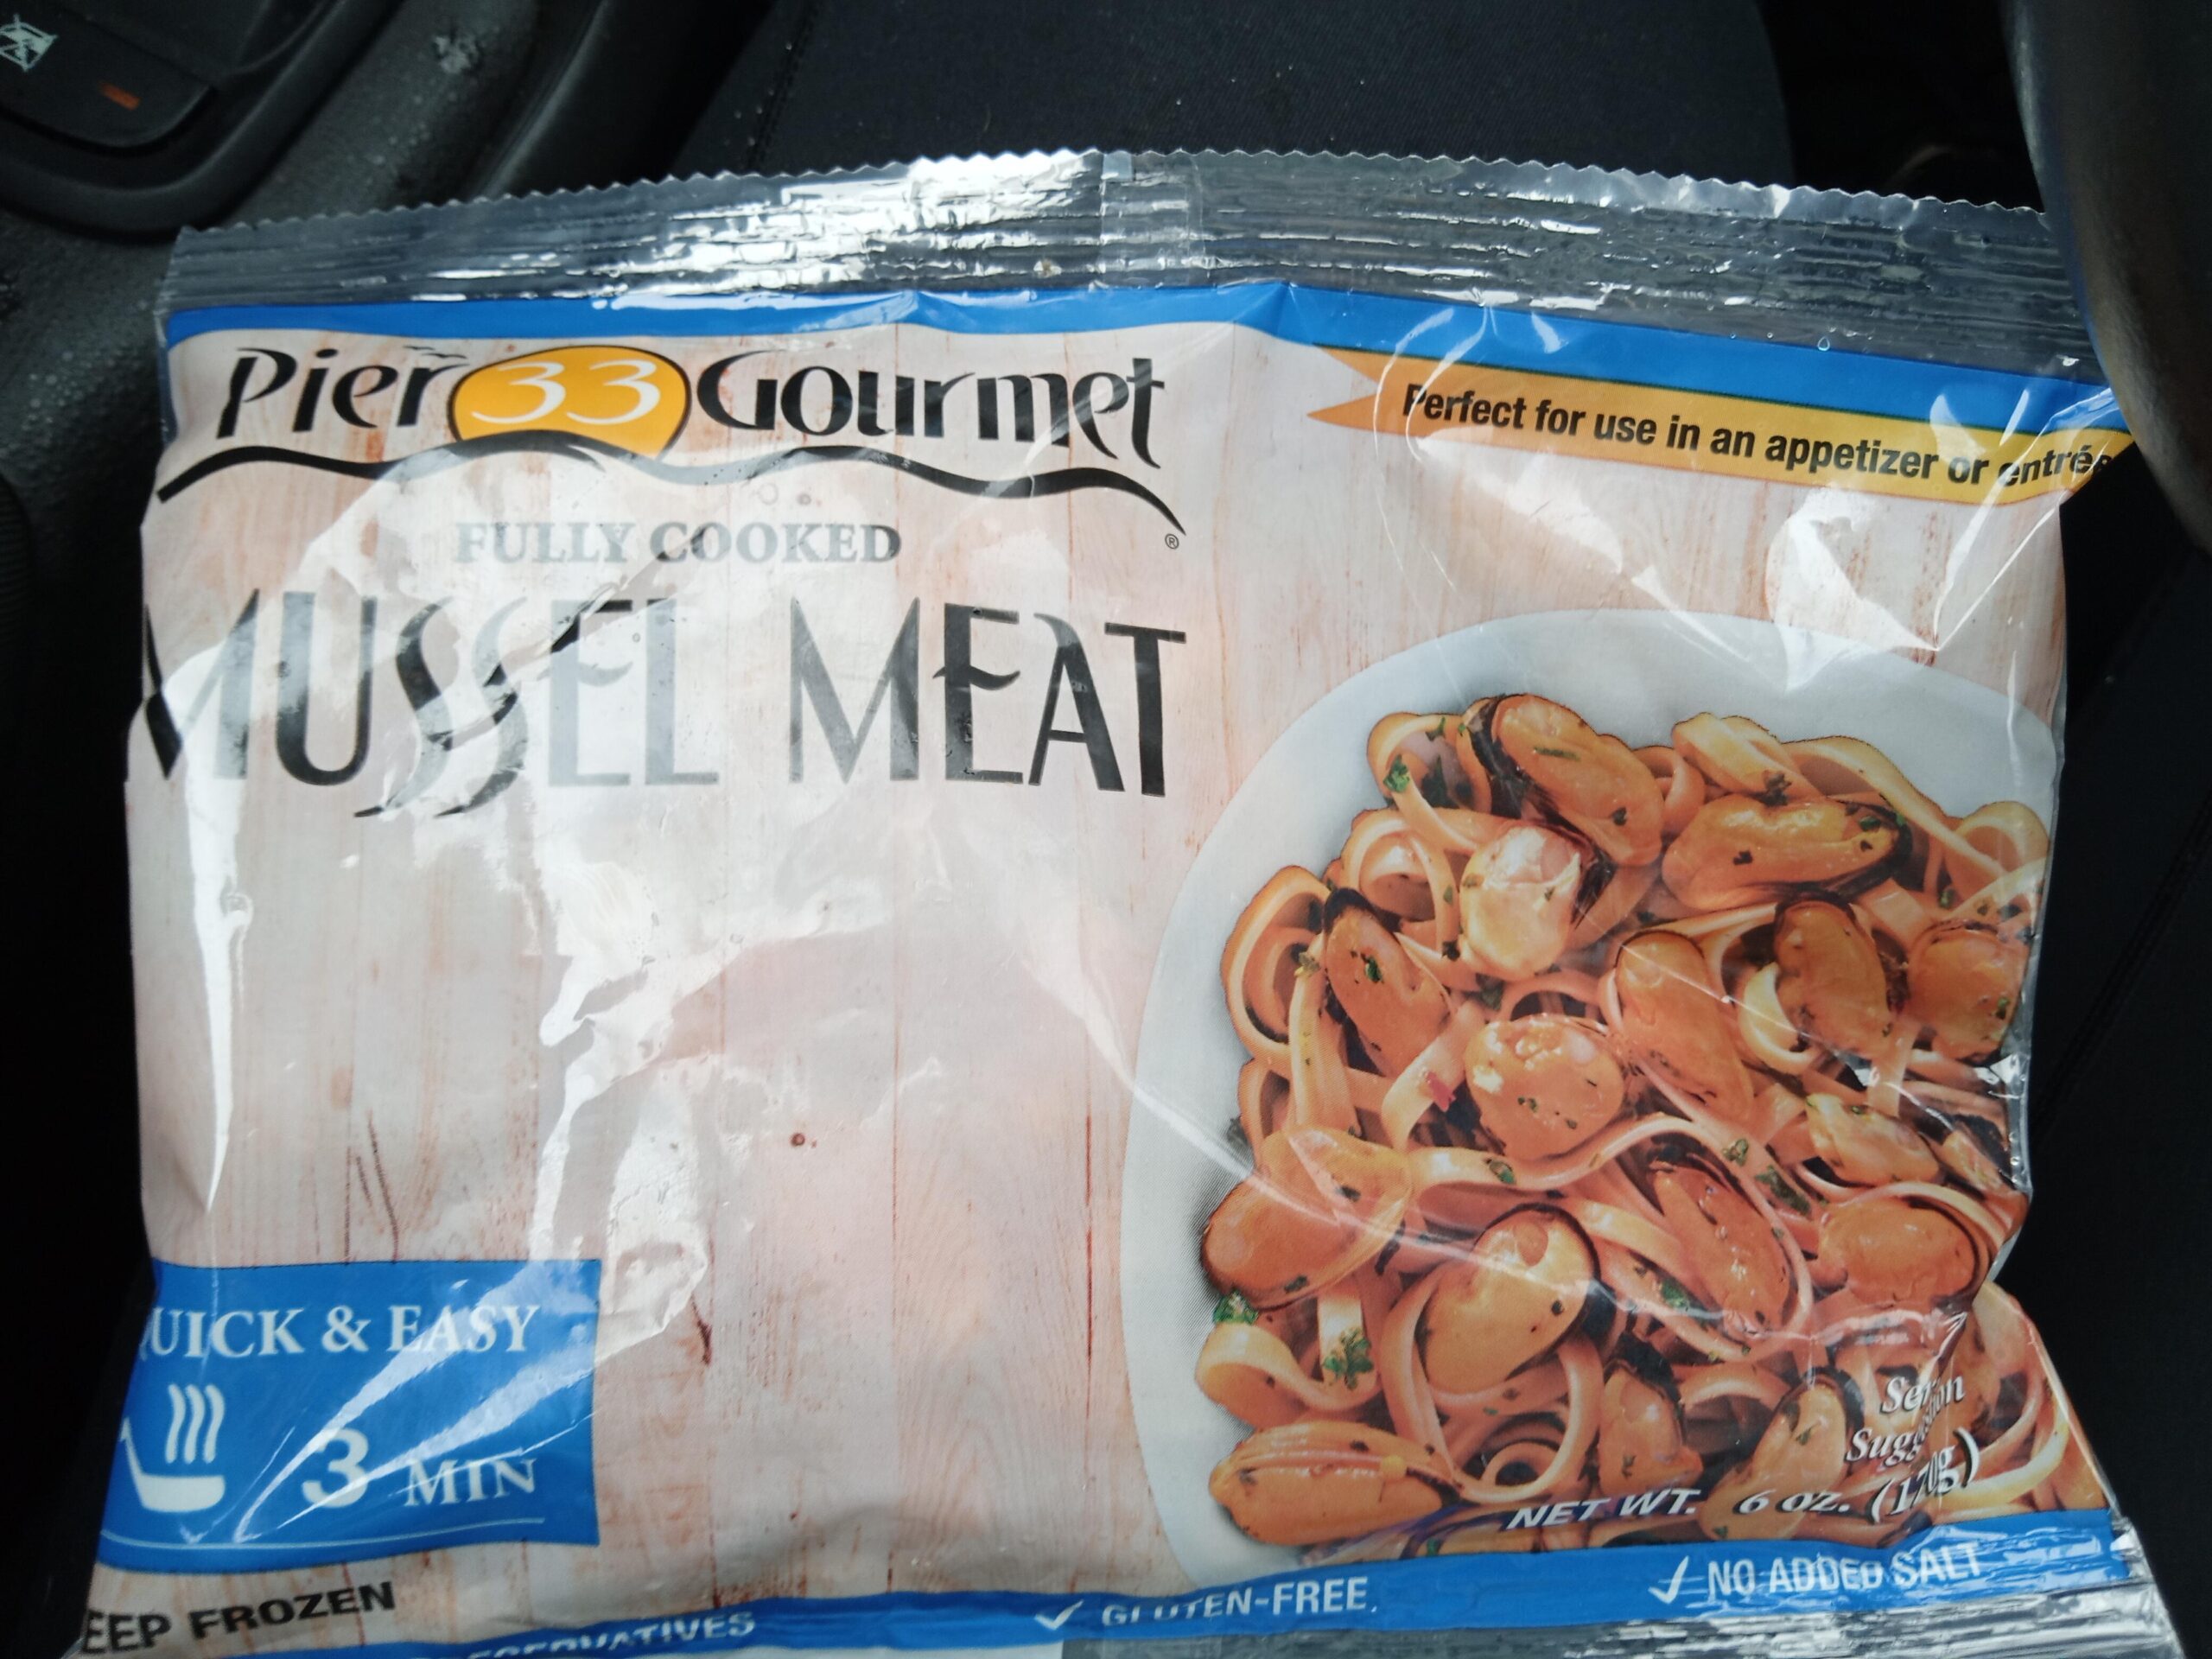 Pier 33 Gourmet
®
Perfect for use in an appetizer or entrée
FULLY COOKED
MUSSEL MEAT
UICK & EASY
3 MIN
NET WT. 6 OZ. (170g)
EEP FROZEN
GLUTEN-FREE
NO ADDED SALT